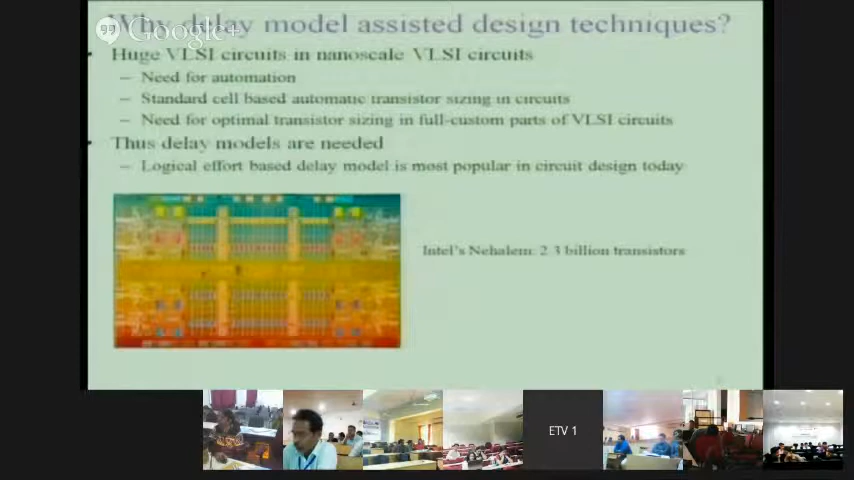 Why delay model assisted design techniques?
Google+
Huge VLSI circuits in nanoscale VLSI circuits
– Need for automation
– Standard cell based automatic transistor sizing in circuits
– Need for optimal transistor sizing in full-custom parts of VLSI circuits
Thus delay models are needed
– Logical effort based delay model is most popular in circuit design today
Intel's Nehalem: 2.3 billion transistors
ETV 1